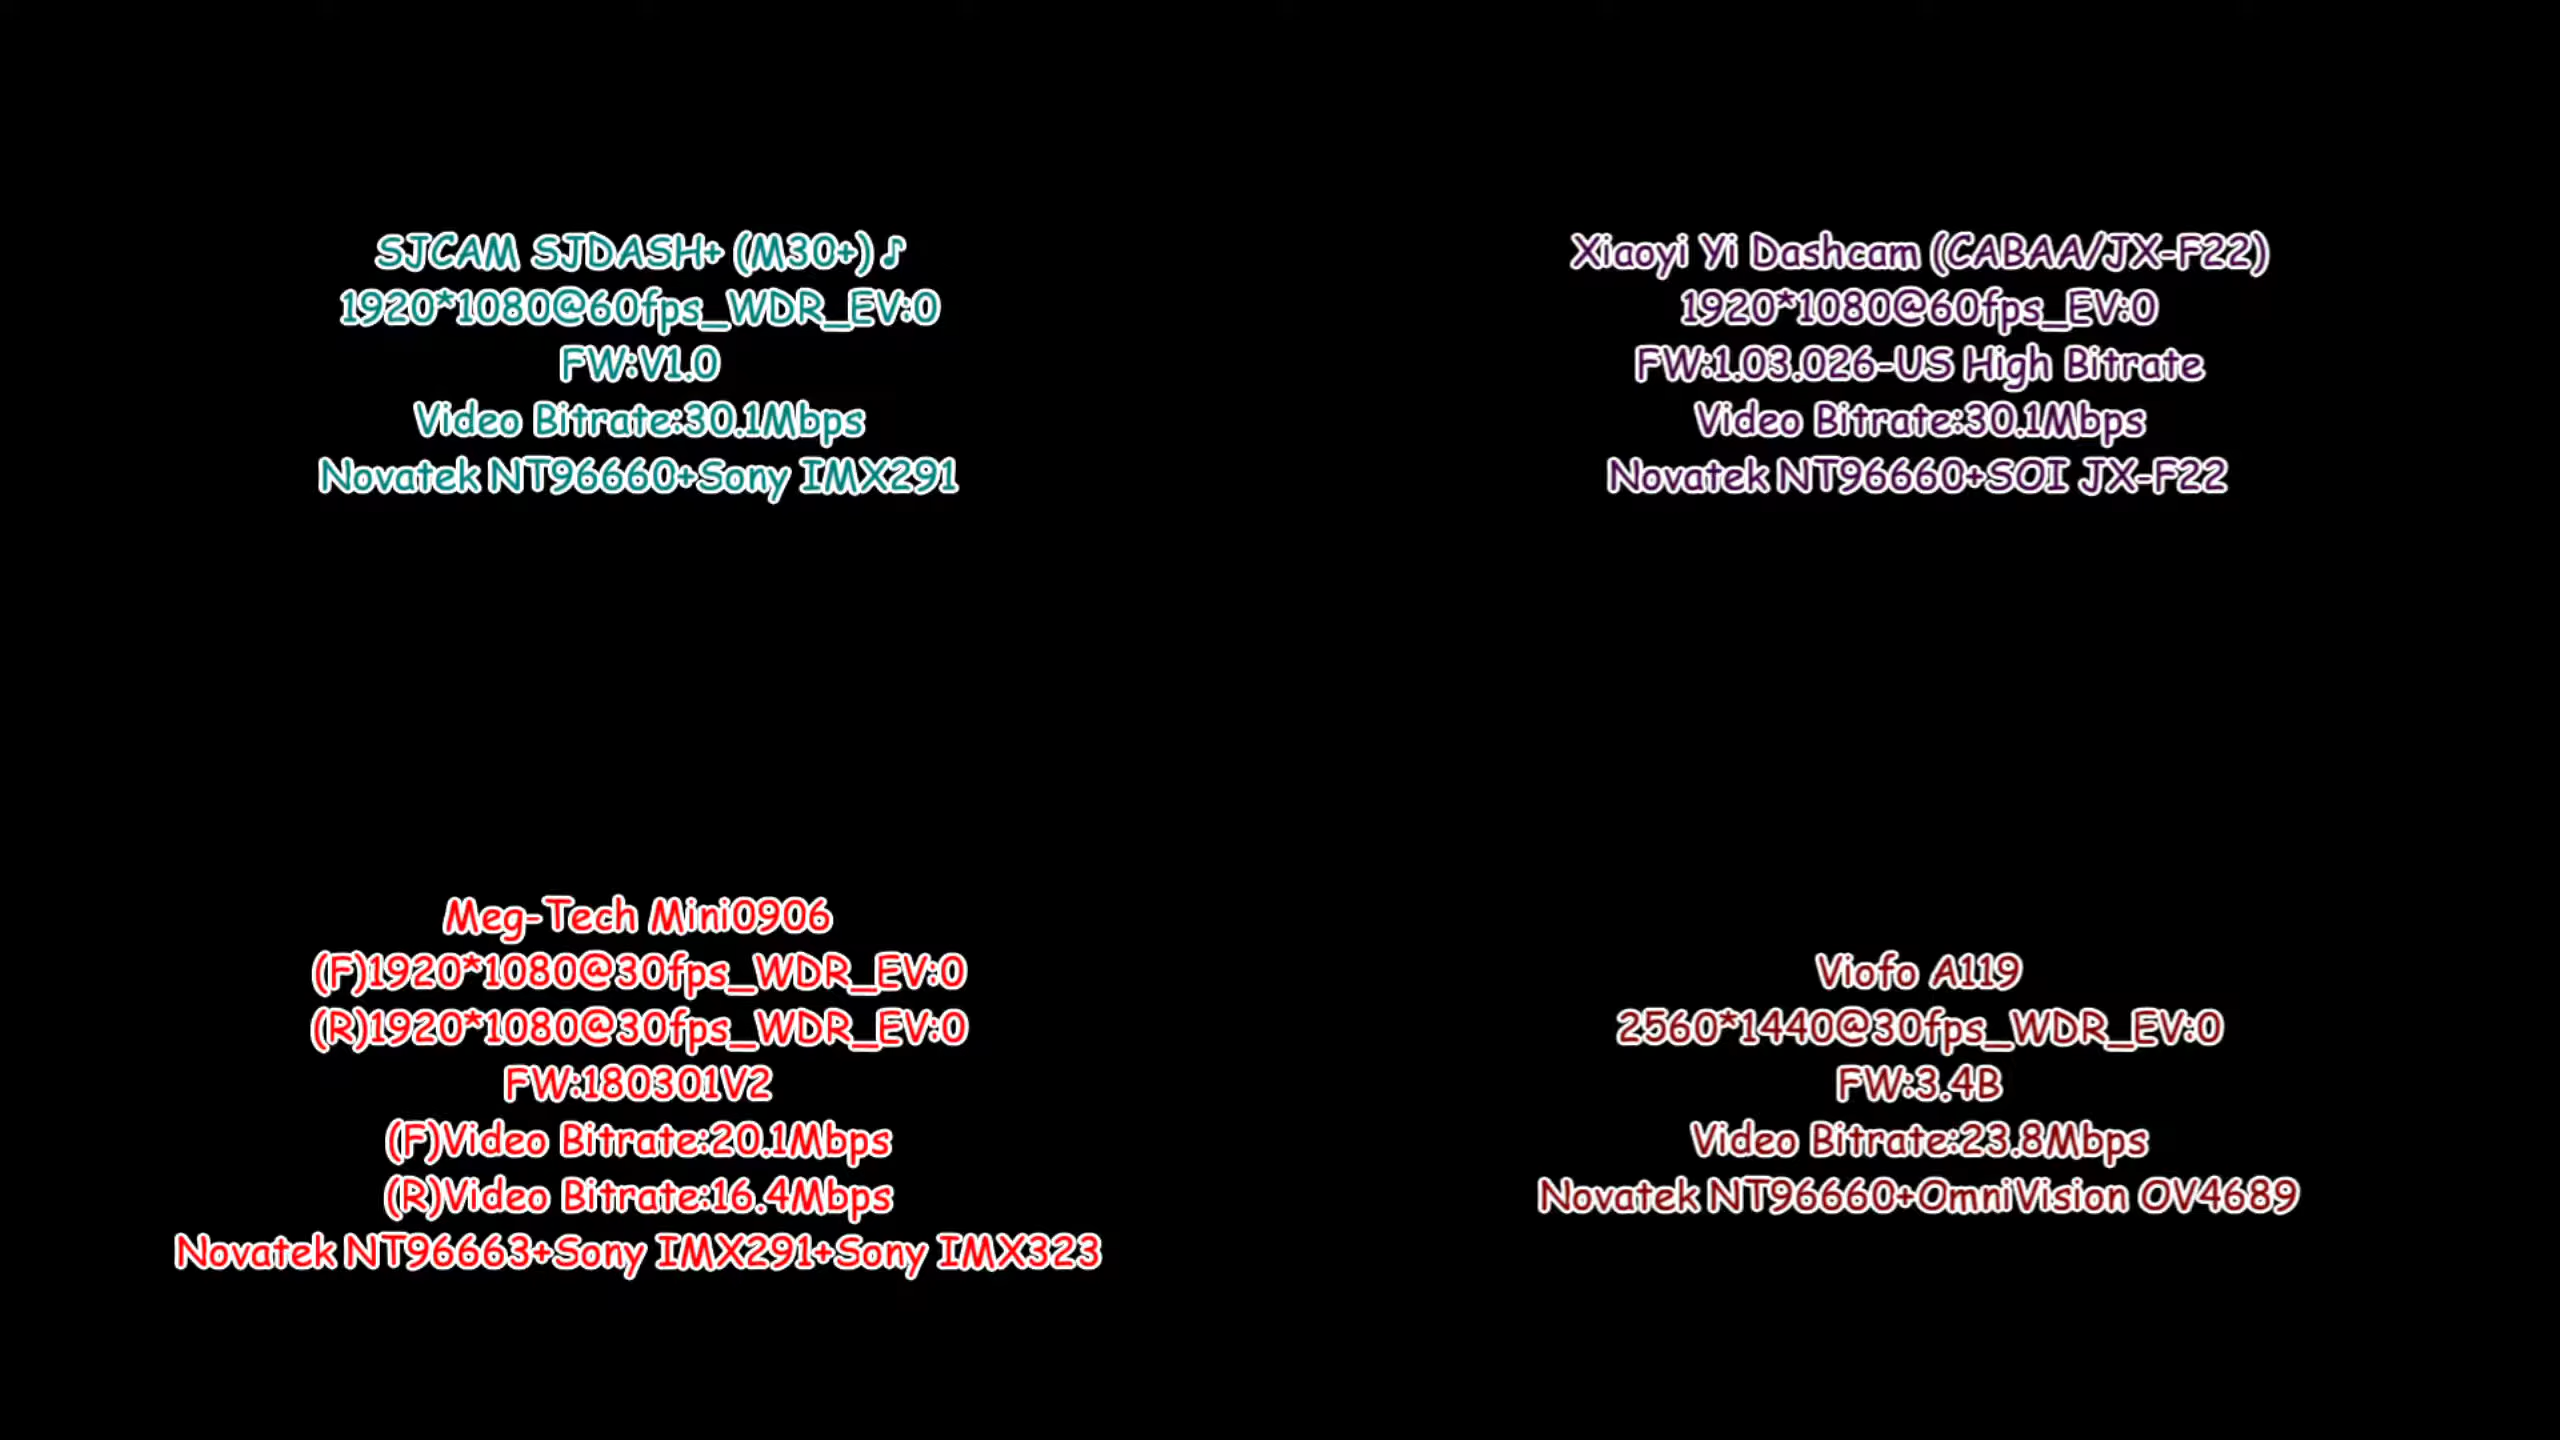 SJCAM SJDASH+ (M30+)♪
1920*1080@60fps_WDR_EV:0
FW:V1.0
Video Bitrate:30.1Mbps
Novatek NT96660+Sony IMX291
Xiaoyi Yi Dashcam (CABAA/JX-F22)
1920*1080@60fps_EV:0
FW:1.03.026-US High Bitrate
Video Bitrate:30.1Mbps
Novatek NT96660+SOI JX-F22
Meg-Tech Mini0906
(F)1920*1080@30fps_WDR_EV:0
(R)1920*1080@30fps_WDR_EV:0
FW:180301V2
(F)Video Bitrate:20.1Mbps
(R)Video Bitrate:16.4Mbps
Novatek NT96663+Sony IMX291+Sony IMX323
Viofo A119
2560*1440@30fps_WDR_EV:0
FW:3.4B
Video Bitrate:23.8Mbps
Novatek NT96660+OmniVision OV4689